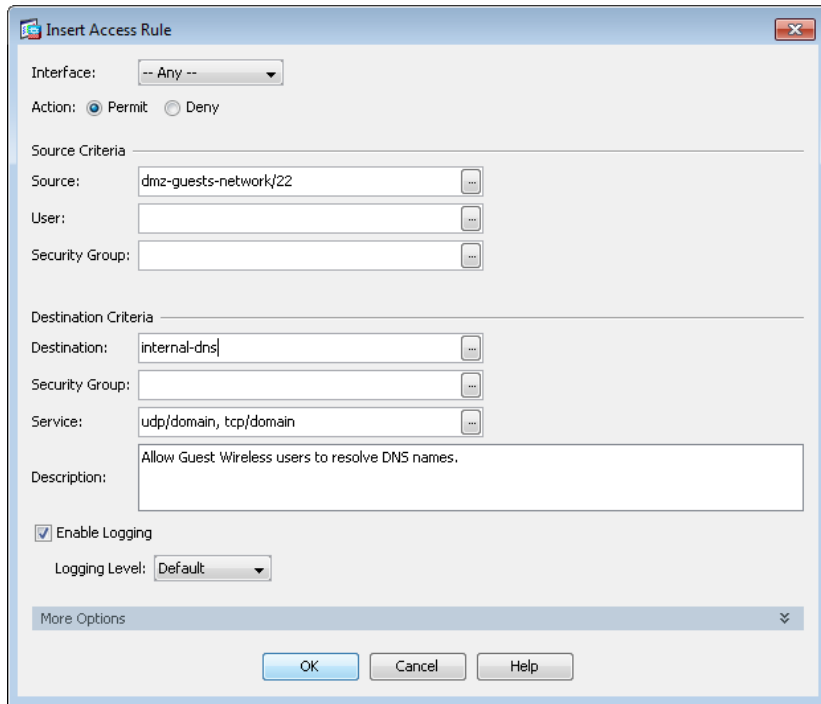 Insert Access Rule
Interface: -- Any --
Action: Permit Deny
Source Criteria
Source: dmz-guests-network/22 ...
User: ...
Security Group: ...
Destination Criteria
Destination: internal-dns ...
Security Group: ...
Service: udp/domain, tcp/domain ...
Description: Allow Guest Wireless users to resolve DNS names.
Enable Logging
Logging Level: Default
More Options
OK Cancel Help